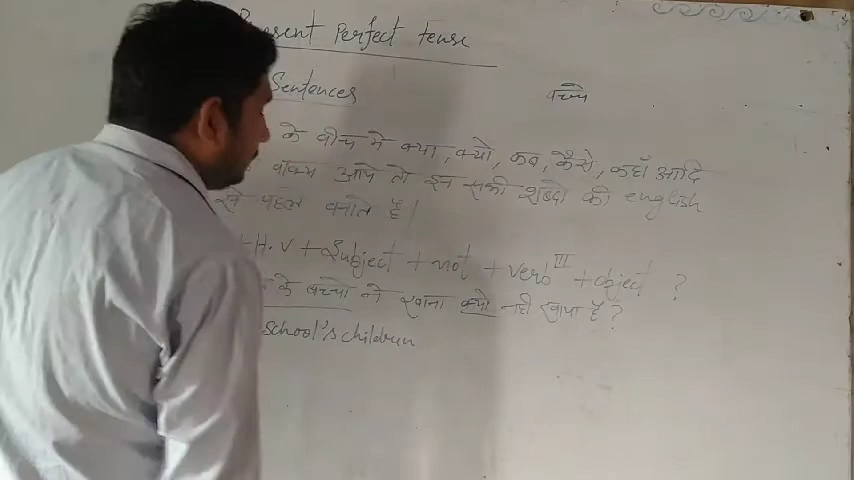 Present Perfect tense
Sentences
बच्चे
के बीच मे क्या, क्यो, कब, कैसे, कहाँ आदि
वाक्य आये तो इन सभी शब्दो की english
से पहले बनाते है|
+ H.V + Subject + not + verb III + object ?
के बच्चो ने खाना क्यो नही खाया है ?
school's children